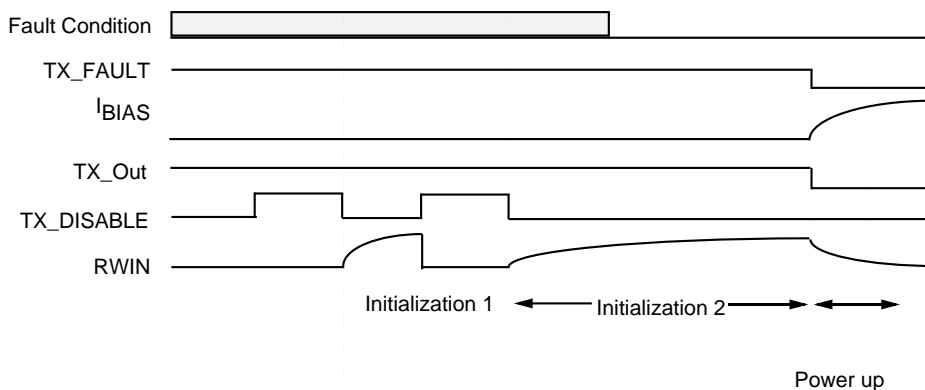 Fault Condition
TX_FAULT
IBIAS
TX_Out
TX_DISABLE
RWIN
Initialization 1
Initialization 2
Power up